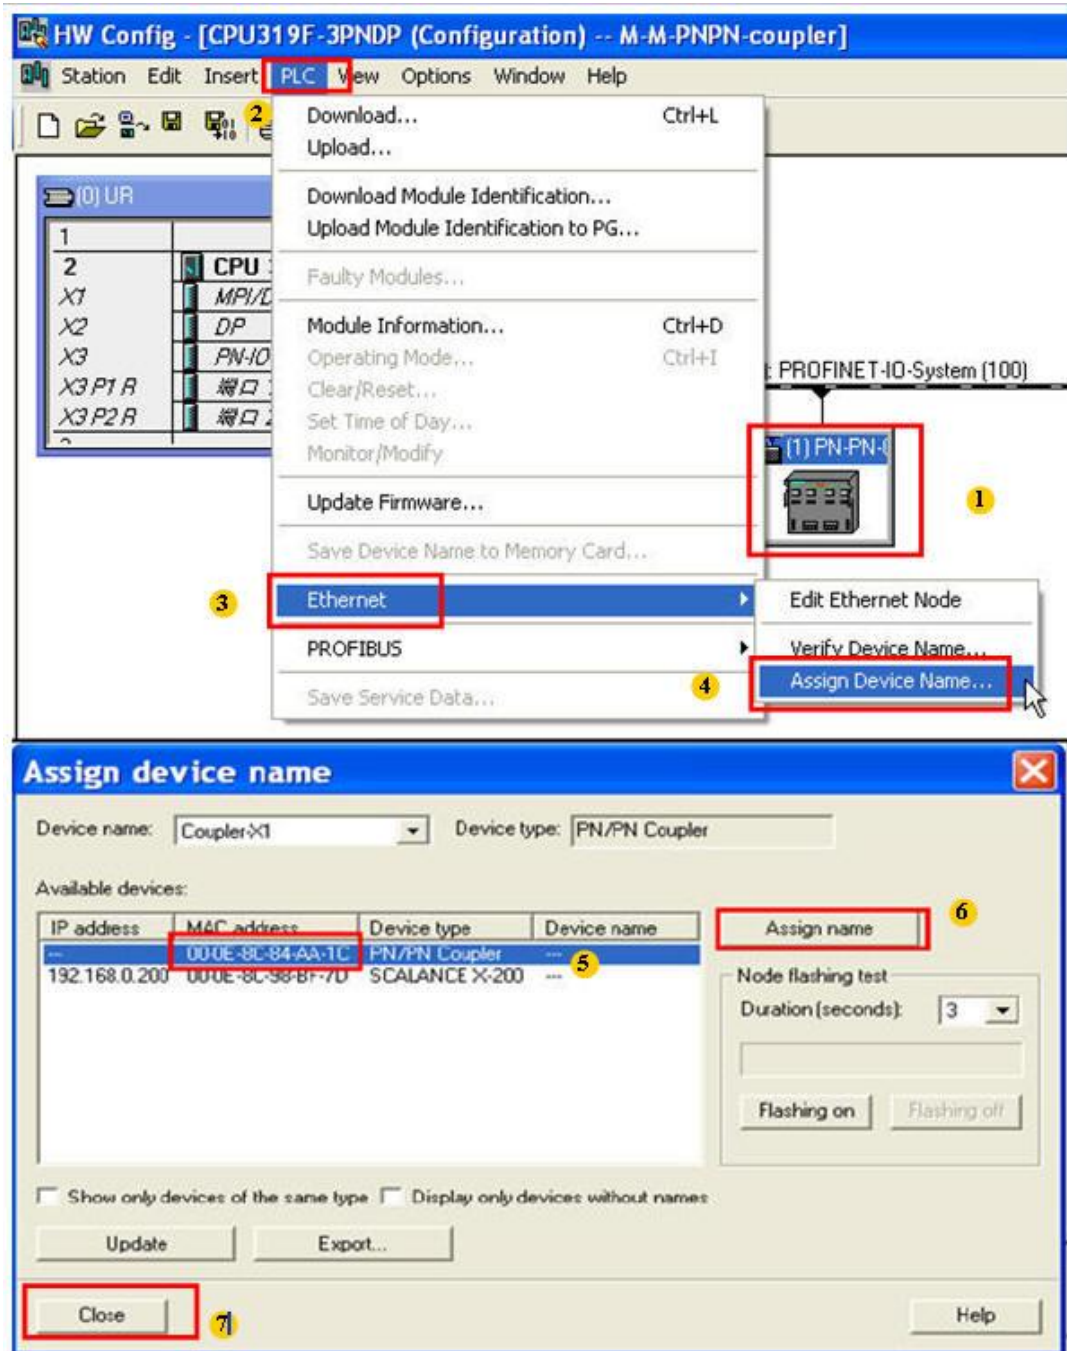 HW Config - [CPU319F-3PNDP (Configuration) -- M-M-PNPN-coupler]
Station Edit Insert PLC View Options Window Help
2
Download... Ctrl+L
Upload...
(0) UR
Download Module Identification...
1
Upload Module Identification to PG...
2 CPU
X1 MPI/D
Faulty Modules...
X2 DP
Module Information... Ctrl+D
X3 PN-IO
Operating Mode... Ctrl+I
: PROFINET-IO-System (100)
X3 P1 R 端口 1
Clear/Reset...
X3 P2 R 端口 2
Set Time of Day...
Monitor/Modify
(1) PN-PN-
1
Update Firmware...
Save Device Name to Memory Card...
3
Ethernet
Edit Ethernet Node
PROFIBUS
Verify Device Name...
4
Assign Device Name...
Save Service Data...
Assign device name
Device name: Coupler-X1 Device type: PN/PN Coupler
Available devices:
IP address MAC address Device type Device name
Assign name
6
--- 00-0E-8C-84-AA-1C PN/PN Coupler ---
5
192.168.0.200 00-0E-8C-98-BF-7D SCALANCE X-200 ---
Node flashing test
Duration (seconds): 3
Flashing on Flashing off
Show only devices of the same type Display only devices without names
Update Export...
Close
7
Help